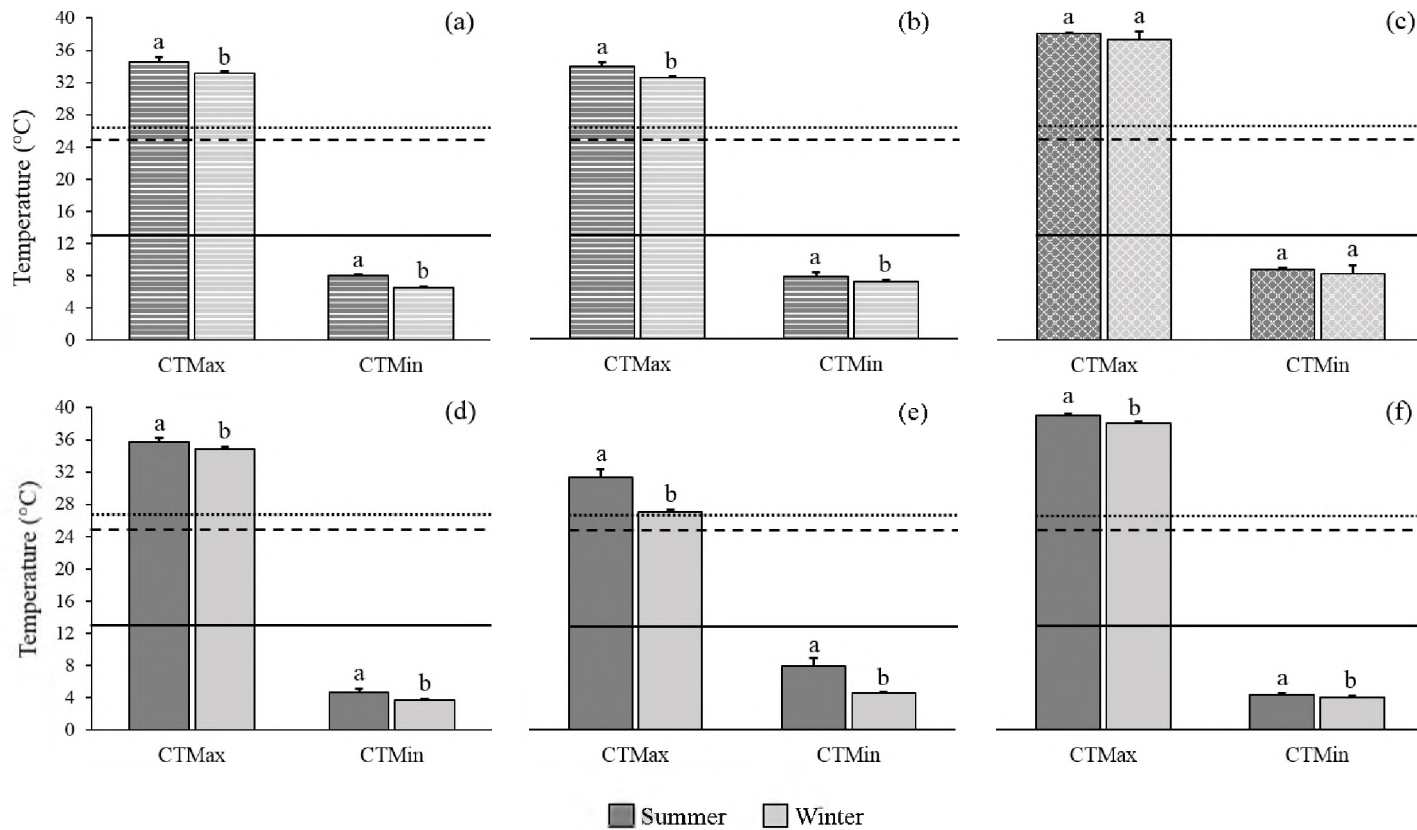 Temperature (°C)
40
36
32
28
24
20
16
12
8
4
0
(a)
a
b
a
b
CTMax CTMin
(b)
a
b
a
b
CTMax CTMin
(c)
a a
a a
CTMax CTMin
Temperature (°C)
40
36
32
28
24
20
16
12
8
4
0
(d)
a
b
a
b
CTMax CTMin
(e)
a
b
a
b
CTMax CTMin
(f)
a
b
a
b
CTMax CTMin
Summer Winter